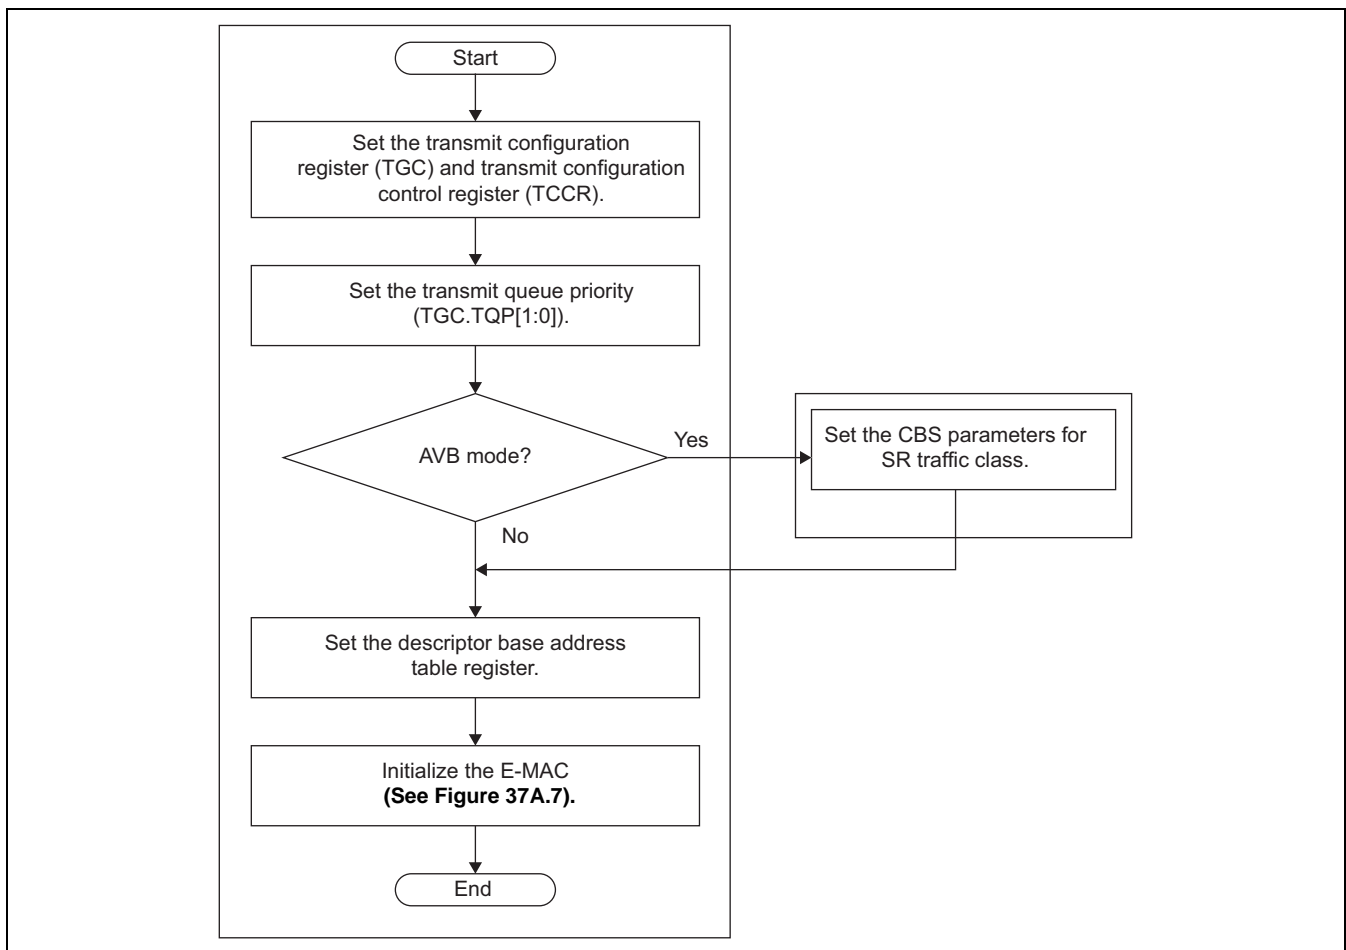 Start
Set the transmit configuration
register (TGC) and transmit configuration
control register (TCCR).
Set the transmit queue priority
(TGC.TQP[1:0]).
AVB mode?
Yes
Set the CBS parameters for
SR traffic class.
No
Set the descriptor base address
table register.
Initialize the E-MAC
(See Figure 37A.7).
End